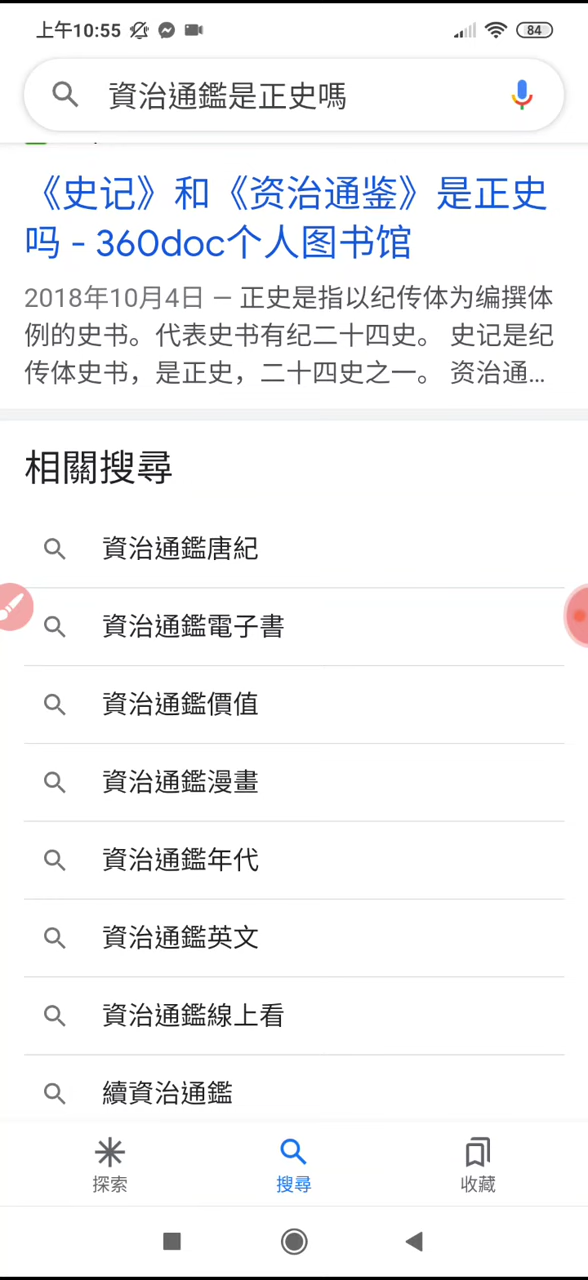 上午10:55
84
資治通鑑是正史嗎
《史记》和《资治通鉴》是正史
吗 - 360doc个人图书馆
2018年10月4日 — 正史是指以纪传体为编撰体
例的史书。代表史书有纪二十四史。 史记是纪
传体史书，是正史，二十四史之一。 资治通...
相關搜尋
資治通鑑唐紀
資治通鑑電子書
資治通鑑價值
資治通鑑漫畫
資治通鑑年代
資治通鑑英文
資治通鑑線上看
續資治通鑑
探索
搜尋
收藏